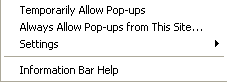 Temporarily Allow Pop-ups
Always Allow Pop-ups from This Site...
Settings
Information Bar Help